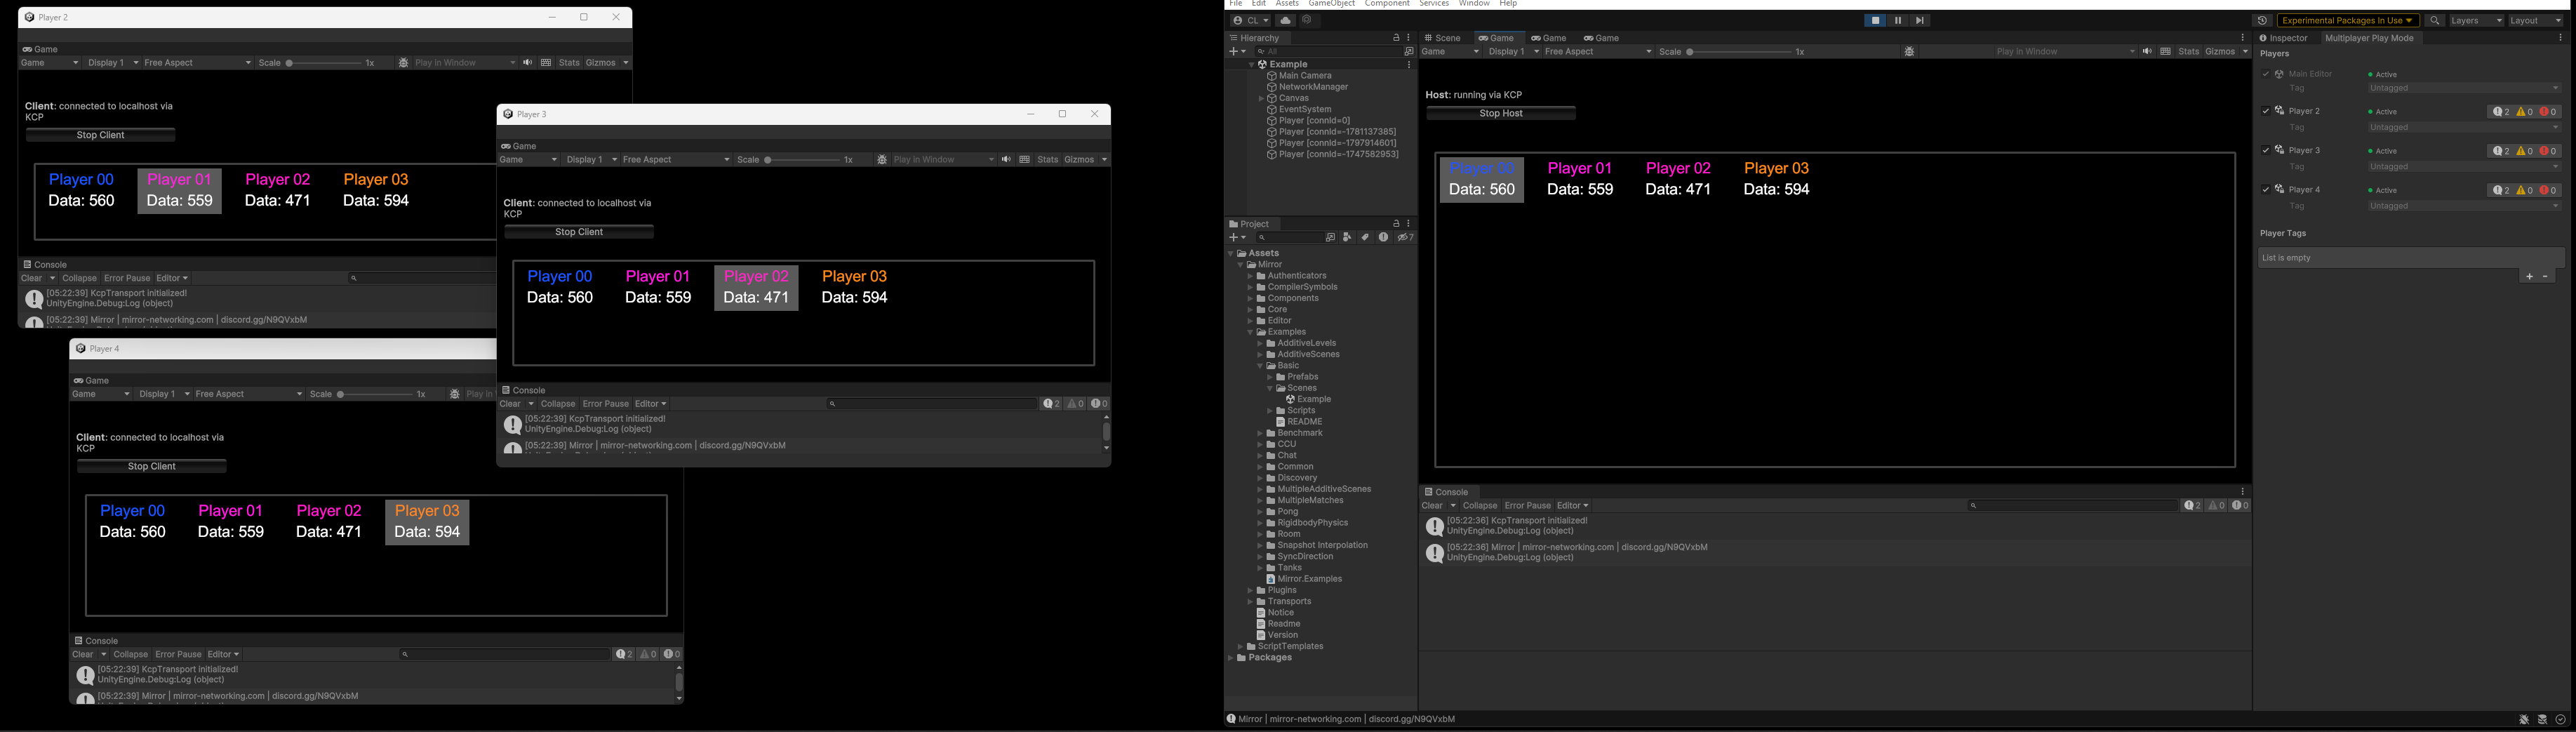 Player 2
Game
Game Display 1 Free Aspect Scale 1x Play In Window Stats Gizmos
Client: connected to localhost via
KCP
Stop Client
Player 00 Player 01 Player 02 Player 03
Data: 560 Data: 559 Data: 471 Data: 594
Console
Clear Collapse Error Pause Editor
[05:22:39] KcpTransport initialized!
UnityEngine.Debug:Log (object)
[05:22:39] Mirror | mirror-networking.com | discord.gg/N9QVxbM
Player 3
Game
Game Display 1 Free Aspect Scale 1x Play In Window Stats Gizmos
Client: connected to localhost via
KCP
Stop Client
Player 00 Player 01 Player 02 Player 03
Data: 560 Data: 559 Data: 471 Data: 594
Console
Clear Collapse Error Pause Editor 2 0 0
[05:22:39] KcpTransport initialized!
UnityEngine.Debug:Log (object)
[05:22:39] Mirror | mirror-networking.com | discord.gg/N9QVxbM
Player 4
Game
Game Display 1 Free Aspect Scale 1x Play In
Client: connected to localhost via
KCP
Stop Client
Player 00 Player 01 Player 02 Player 03
Data: 560 Data: 559 Data: 471 Data: 594
Console
Clear Collapse Error Pause Editor 2 0 0
[05:22:39] KcpTransport initialized!
UnityEngine.Debug:Log (object)
[05:22:39] Mirror | mirror-networking.com | discord.gg/N9QVxbM
File Edit Assets GameObject Component Services Window Help
CL Experimental Packages In Use Layers Layout
Hierarchy
All
Example
Main Camera
NetworkManager
Canvas
EventSystem
Player [connId=0]
Player [connId=-1781137385]
Player [connId=-1797914601]
Player [connId=-1747582953]
Project
7
Assets
Mirror
Authenticators
CompilerSymbols
Components
Core
Editor
Examples
AdditiveLevels
AdditiveScenes
Basic
Prefabs
Scenes
Example
Scripts
README
Benchmark
CCU
Chat
Common
Discovery
MultipleAdditiveScenes
MultipleMatches
Pong
RigidbodyPhysics
Room
Snapshot Interpolation
SyncDirection
Tanks
Mirror.Examples
Plugins
Transports
Notice
Readme
Version
ScriptTemplates
Packages
Scene Game Game Game
Game Display 1 Free Aspect Scale 1x Play In Window Stats Gizmos
Host: running via KCP
Stop Host
Player 00 Player 01 Player 02 Player 03
Data: 560 Data: 559 Data: 471 Data: 594
Console
Clear Collapse Error Pause Editor 2 0 0
[05:22:36] KcpTransport initialized!
UnityEngine.Debug:Log (object)
[05:22:36] Mirror | mirror-networking.com | discord.gg/N9QVxbM
UnityEngine.Debug:Log (object)
Inspector Multiplayer Play Mode
Players
Main Editor Active
Tag Untagged
Player 2 Active 2 0 0
Tag Untagged
Player 3 Active 2 0 0
Tag Untagged
Player 4 Active 2 0 0
Tag Untagged
Player Tags
List is empty
Mirror | mirror-networking.com | discord.gg/N9QVxbM